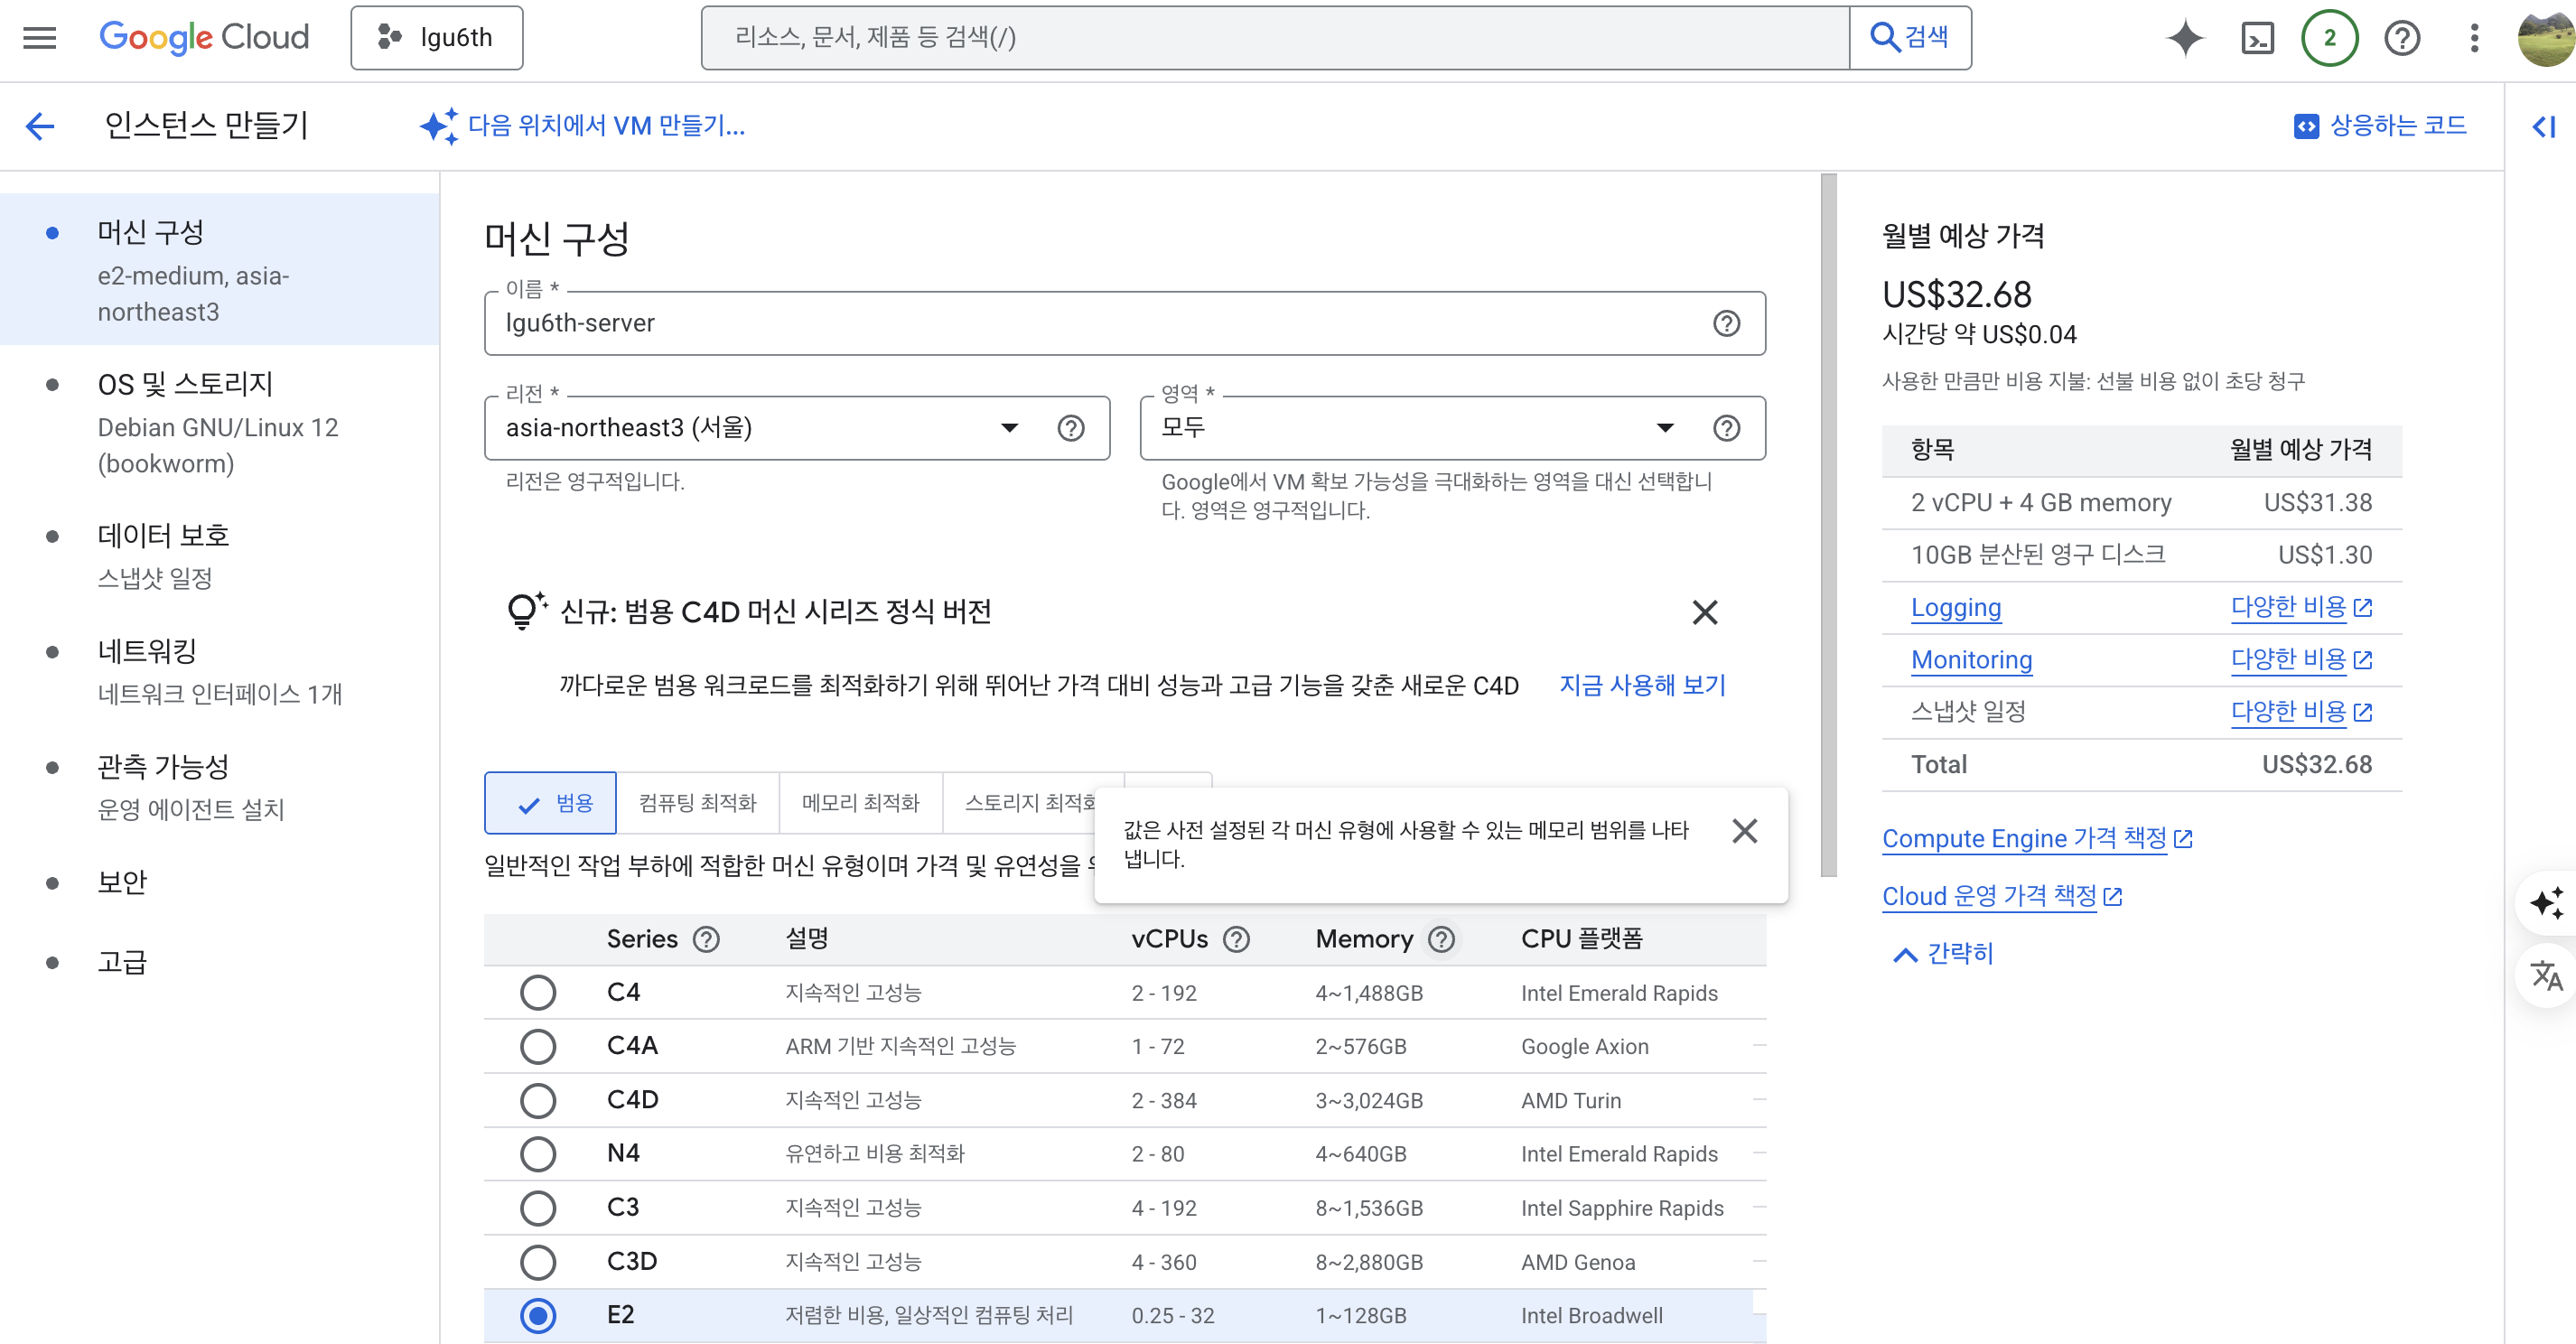 Google Cloud
lgu6th
리소스, 문서, 제품 등 검색(/)
검색
2
인스턴스 만들기
다음 위치에서 VM 만들기...
상응하는 코드
머신 구성
e2-medium, asia-
northeast3
OS 및 스토리지
Debian GNU/Linux 12
(bookworm)
데이터 보호
스냅샷 일정
네트워킹
네트워크 인터페이스 1개
관측 가능성
운영 에이전트 설치
보안
고급
머신 구성
이름 *
lgu6th-server
리전 *
asia-northeast3 (서울)
리전은 영구적입니다.
영역 *
모두
Google에서 VM 확보 가능성을 극대화하는 영역을 대신 선택합니
다. 영역은 영구적입니다.
신규: 범용 C4D 머신 시리즈 정식 버전
까다로운 범용 워크로드를 최적화하기 위해 뛰어난 가격 대비 성능과 고급 기능을 갖춘 새로운 C4D
지금 사용해 보기
범용
컴퓨팅 최적화
메모리 최적화
스토리지 최적화
값은 사전 설정된 각 머신 유형에 사용할 수 있는 메모리 범위를 나타
냅니다.
일반적인 작업 부하에 적합한 머신 유형이며 가격 및 유연성을
Series 설명 vCPUs Memory CPU 플랫폼
C4 지속적인 고성능 2 - 192 4~1,488GB Intel Emerald Rapids
C4A ARM 기반 지속적인 고성능 1 - 72 2~576GB Google Axion
C4D 지속적인 고성능 2 - 384 3~3,024GB AMD Turin
N4 유연하고 비용 최적화 2 - 80 4~640GB Intel Emerald Rapids
C3 지속적인 고성능 4 - 192 8~1,536GB Intel Sapphire Rapids
C3D 지속적인 고성능 4 - 360 8~2,880GB AMD Genoa
E2 저렴한 비용, 일상적인 컴퓨팅 처리 0.25 - 32 1~128GB Intel Broadwell
월별 예상 가격
US$32.68
시간당 약 US$0.04
사용한 만큼만 비용 지불: 선불 비용 없이 초당 청구
항목 월별 예상 가격
2 vCPU + 4 GB memory US$31.38
10GB 분산된 영구 디스크 US$1.30
Logging 다양한 비용
Monitoring 다양한 비용
스냅샷 일정 다양한 비용
Total US$32.68
Compute Engine 가격 책정
Cloud 운영 가격 책정
간략히